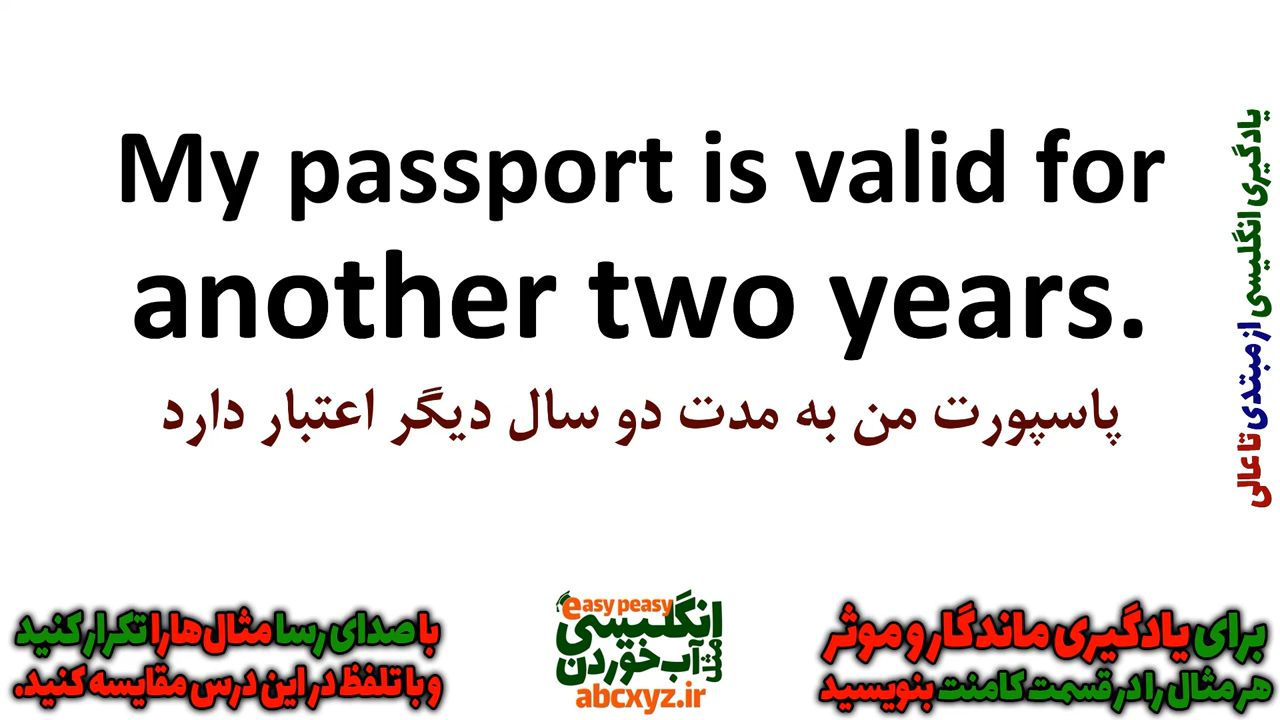 My passport is valid for
another two years.
پاسپورت من به مدت دو سال دیگر اعتبار دارد
یادگیری انگلیسی از مبتدی تا عالی
برای یادگیری ماندگار و موثر
هر مثال را در قسمت کامنت بنویسید
easy peasy
انگلیسی
مثل
آب خوردن
abcxyz.ir
با صدای رسا مثال‌ها را تکرار کنید
و با تلفظ در این درس مقایسه کنید.